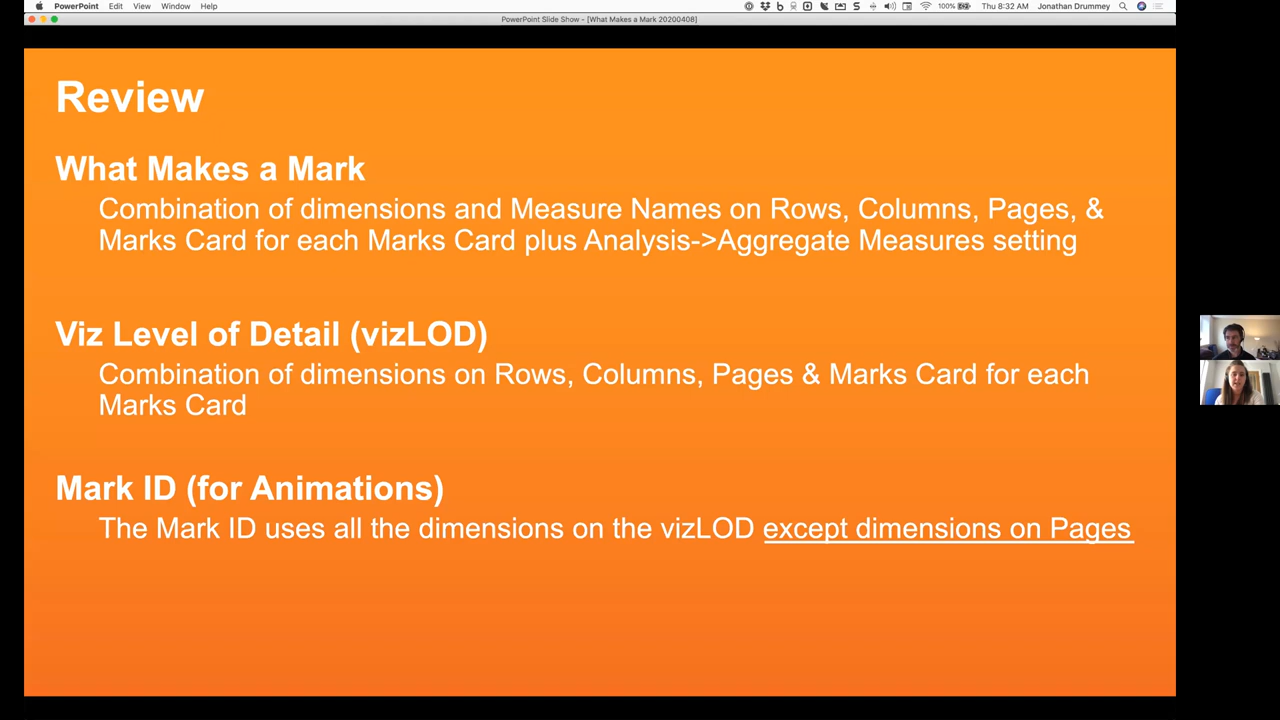 PowerPoint Edit View Window Help 100% Thu 8:32 AM Jonathan Drummey
PowerPoint Slide Show - [What Makes a Mark 20200408]
Review
What Makes a Mark
Combination of dimensions and Measure Names on Rows, Columns, Pages, &
Marks Card for each Marks Card plus Analysis->Aggregate Measures setting
Viz Level of Detail (vizLOD)
Combination of dimensions on Rows, Columns, Pages & Marks Card for each
Marks Card
Mark ID (for Animations)
The Mark ID uses all the dimensions on the vizLOD except dimensions on Pages